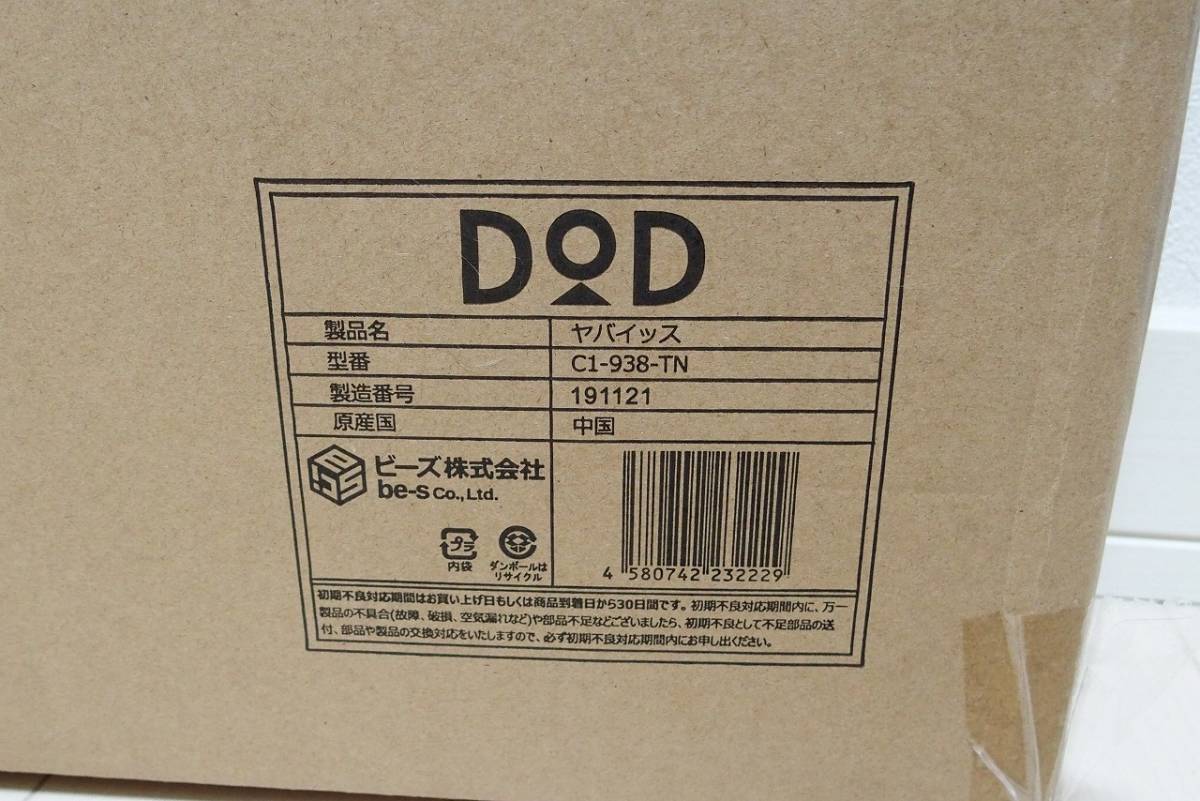 DOD
製品名 ヤバイッス
型番 C1-938-TN
製造番号 191121
原産国 中国
ビーズ株式会社
be-s Co.,Ltd.
プラ
内袋
ダンボールは
リサイクル
4 580742 232229
初期不良対応期間はお買い上げ日もしくは商品到着日から30日間です。初期不良対応期間内に、万一
製品の不具合(故障、破損、空気漏れなど)や部品不足などございましたら、初期不良として不足部品の送
付、部品や製品の交換対応をいたしますので、必ず初期不良対応期間内にお申し出ください。